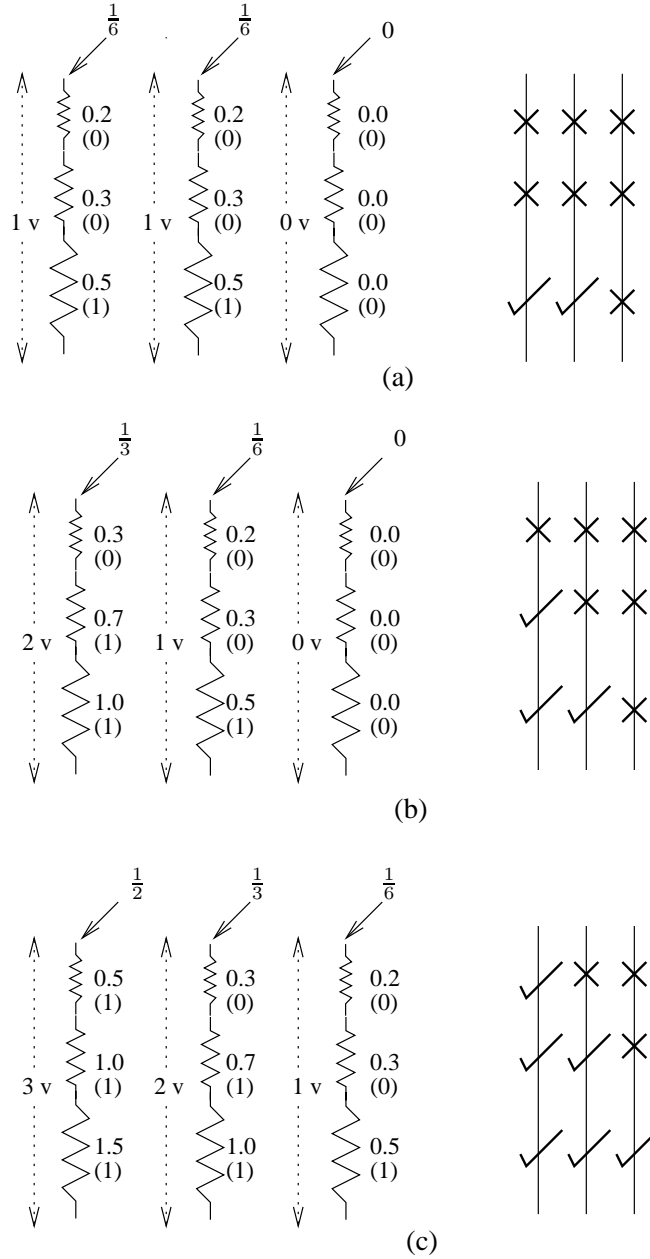 1/6 1/6 0
0.2 0.2 0.0
(0) (0) (0)
0.3 0.3 0.0
1 v (0) 1 v (0) 0 v (0)
0.5 0.5 0.0
(1) (1) (0)
(a)
1/3 1/6 0
0.3 0.2 0.0
(0) (0) (0)
0.7 0.3 0.0
2 v (1) 1 v (0) 0 v (0)
1.0 0.5 0.0
(1) (1) (0)
(b)
1/2 1/3 1/6
0.5 0.3 0.2
(1) (0) (0)
1.0 0.7 0.3
3 v (1) 2 v (1) 1 v (0)
1.5 1.0 0.5
(1) (1) (1)
(c)